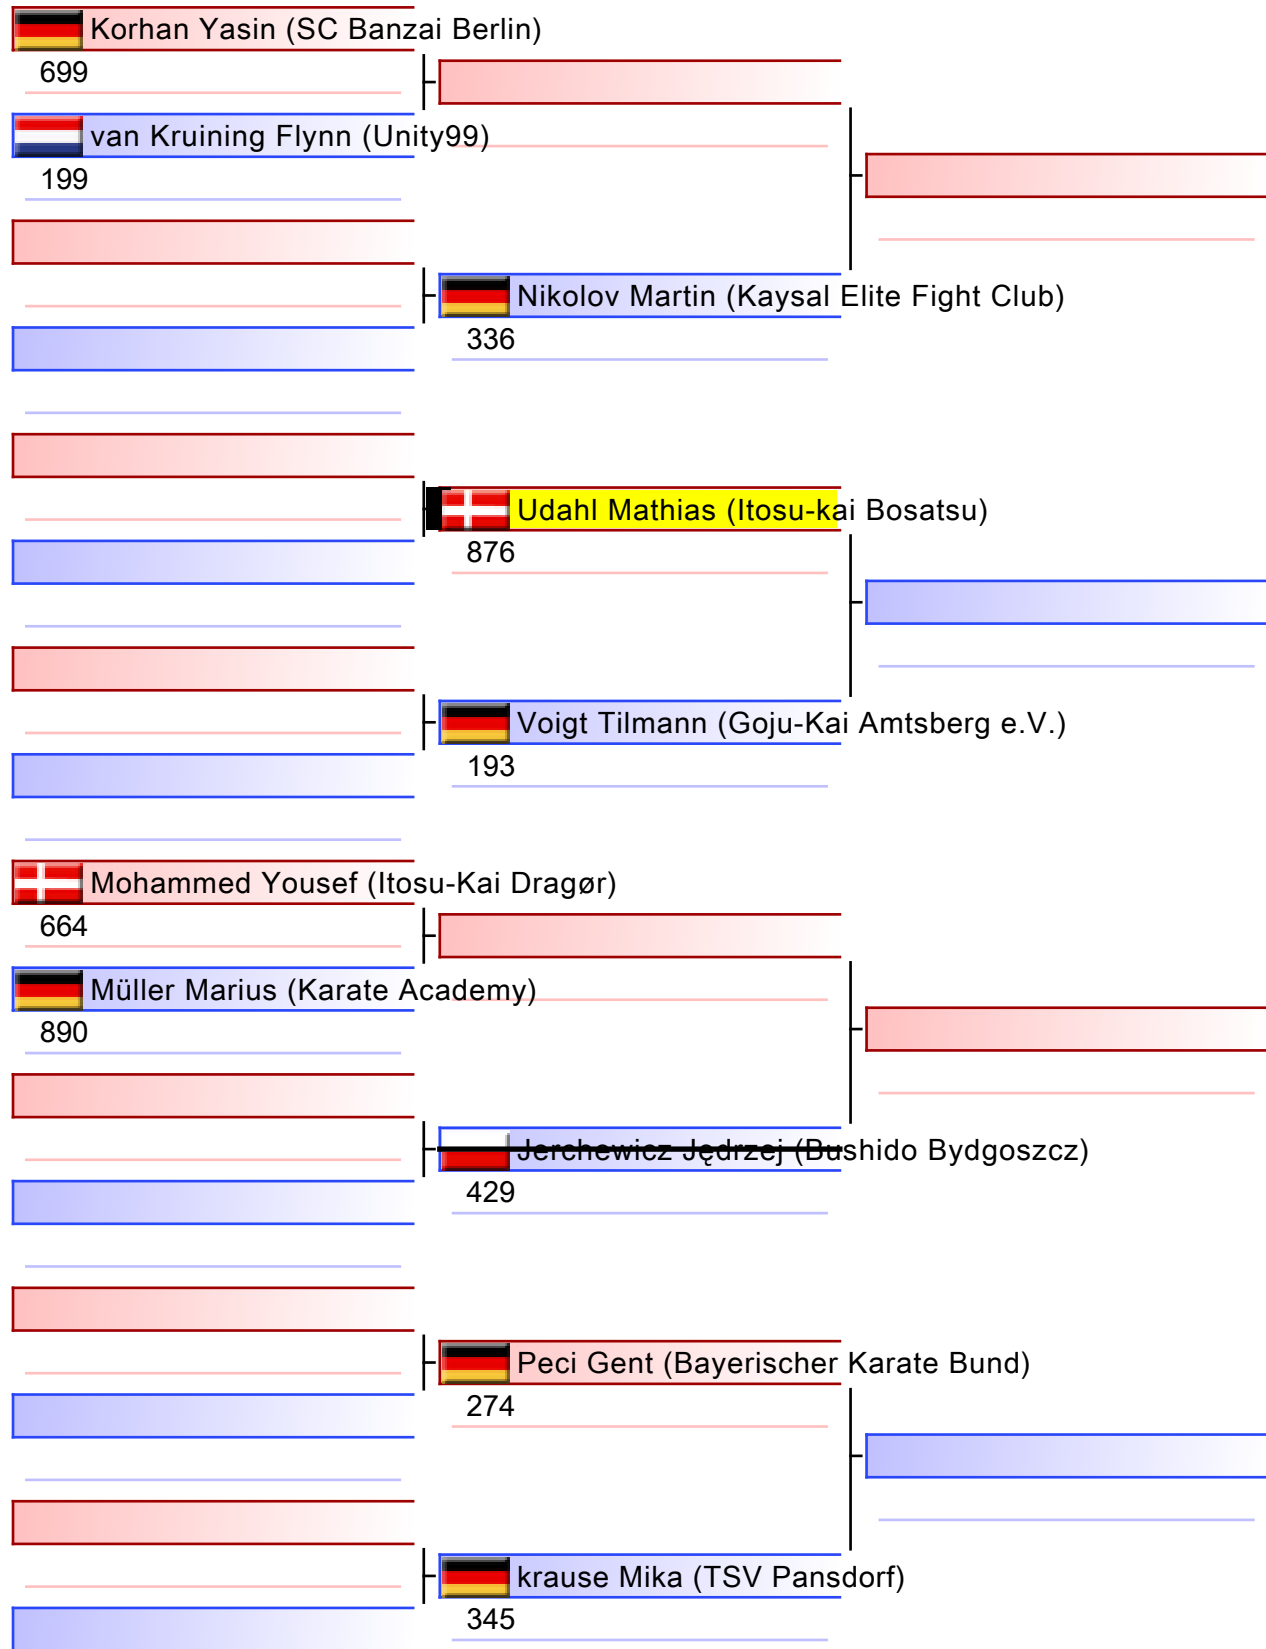 Korhan Yasin (SC Banzai Berlin)
699
van Kruining Flynn (Unity99)
199
Nikolov Martin (Kaysal Elite Fight Club)
336
Udahl Mathias (Itosu-kai Bosatsu)
876
Voigt Tilmann (Goju-Kai Amtsberg e.V.)
193
Mohammed Yousef (Itosu-Kai Dragør)
664
Müller Marius (Karate Academy)
890
Jerchewicz Jędrzej (Bushido Bydgoszcz)
429
Peci Gent (Bayerischer Karate Bund)
274
krause Mika (TSV Pansdorf)
345